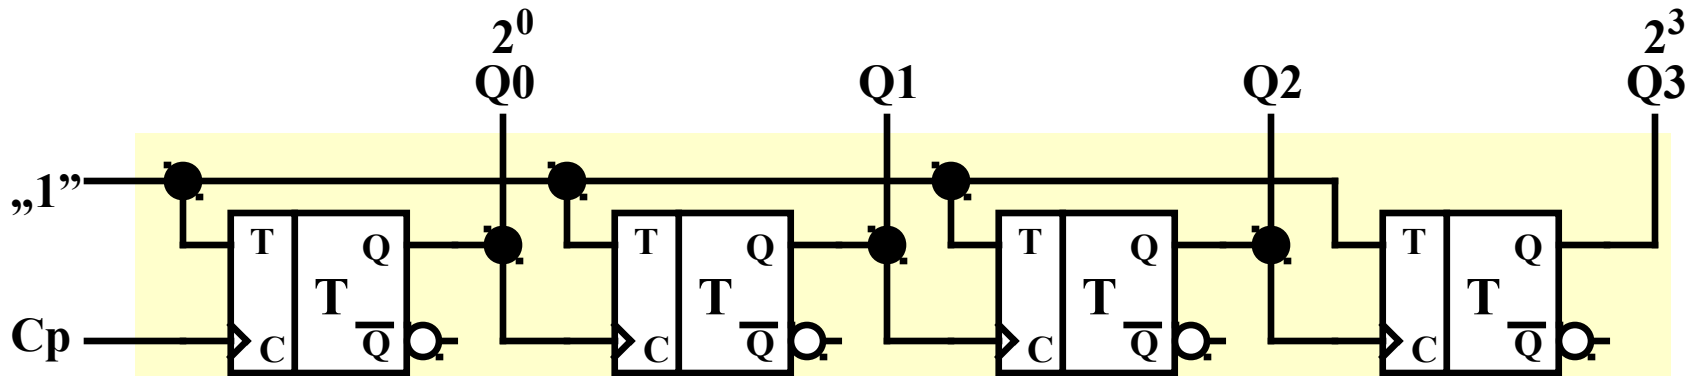 2⁰ 2³
Q0 Q1 Q2 Q3
„1”
T Q T Q T Q T Q
T T T T
Cp C Q̅ C Q̅ C Q̅ C Q̅